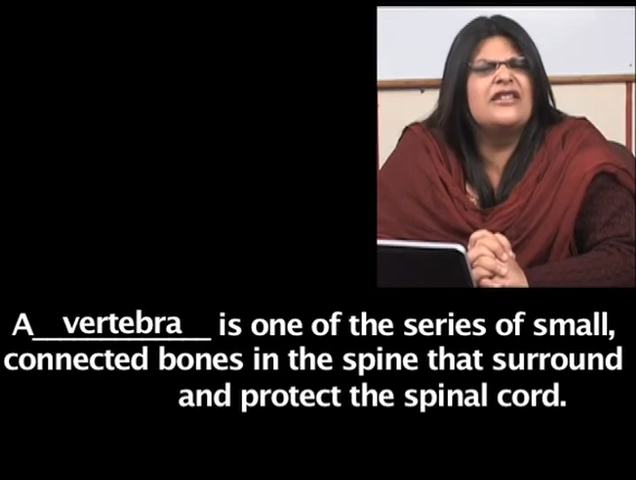 A__vertebra__ is one of the series of small,
connected bones in the spine that surround
and protect the spinal cord.